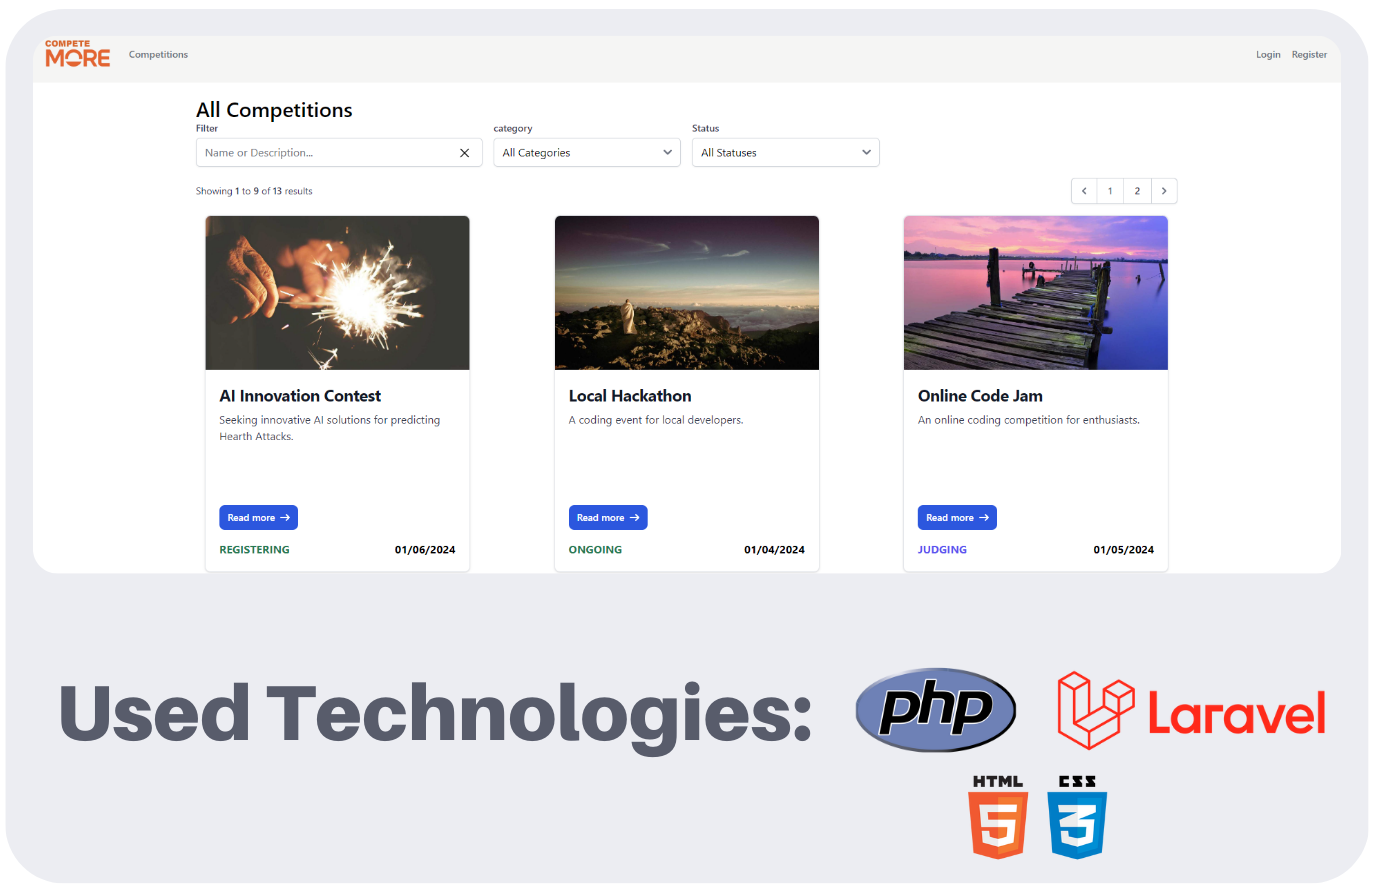 COMPETE
MORE
Competitions
Login Register
All Competitions
Filter category Status
Name or Description... All Categories All Statuses
Showing 1 to 9 of 13 results
1 2
AI Innovation Contest
Seeking innovative AI solutions for predicting
Hearth Attacks.
Read more
REGISTERING 01/06/2024
Local Hackathon
A coding event for local developers.
Read more
ONGOING 01/04/2024
Online Code Jam
An online coding competition for enthusiasts.
Read more
JUDGING 01/05/2024
Used Technologies:
php
Laravel
HTML CSS
5 3